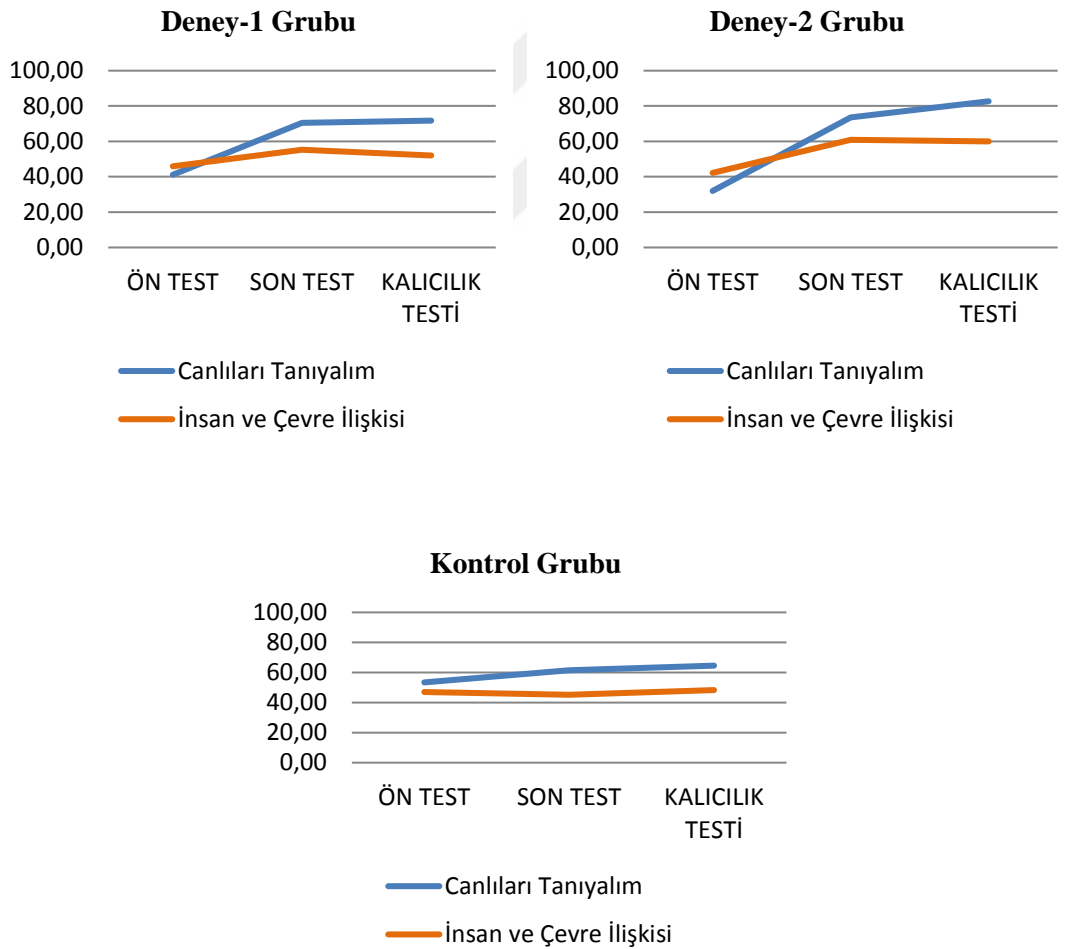 Deney-1 Grubu
100,00
80,00
60,00
40,00
20,00
0,00
ÖN TEST SON TEST KALICILIK
TESTİ
Canlıları Tanıyalım
İnsan ve Çevre İlişkisi
Deney-2 Grubu
100,00
80,00
60,00
40,00
20,00
0,00
ÖN TEST SON TEST KALICILIK
TESTİ
Canlıları Tanıyalım
İnsan ve Çevre İlişkisi
Kontrol Grubu
100,00
80,00
60,00
40,00
20,00
0,00
ÖN TEST SON TEST KALICILIK
TESTİ
Canlıları Tanıyalım
İnsan ve Çevre İlişkisi